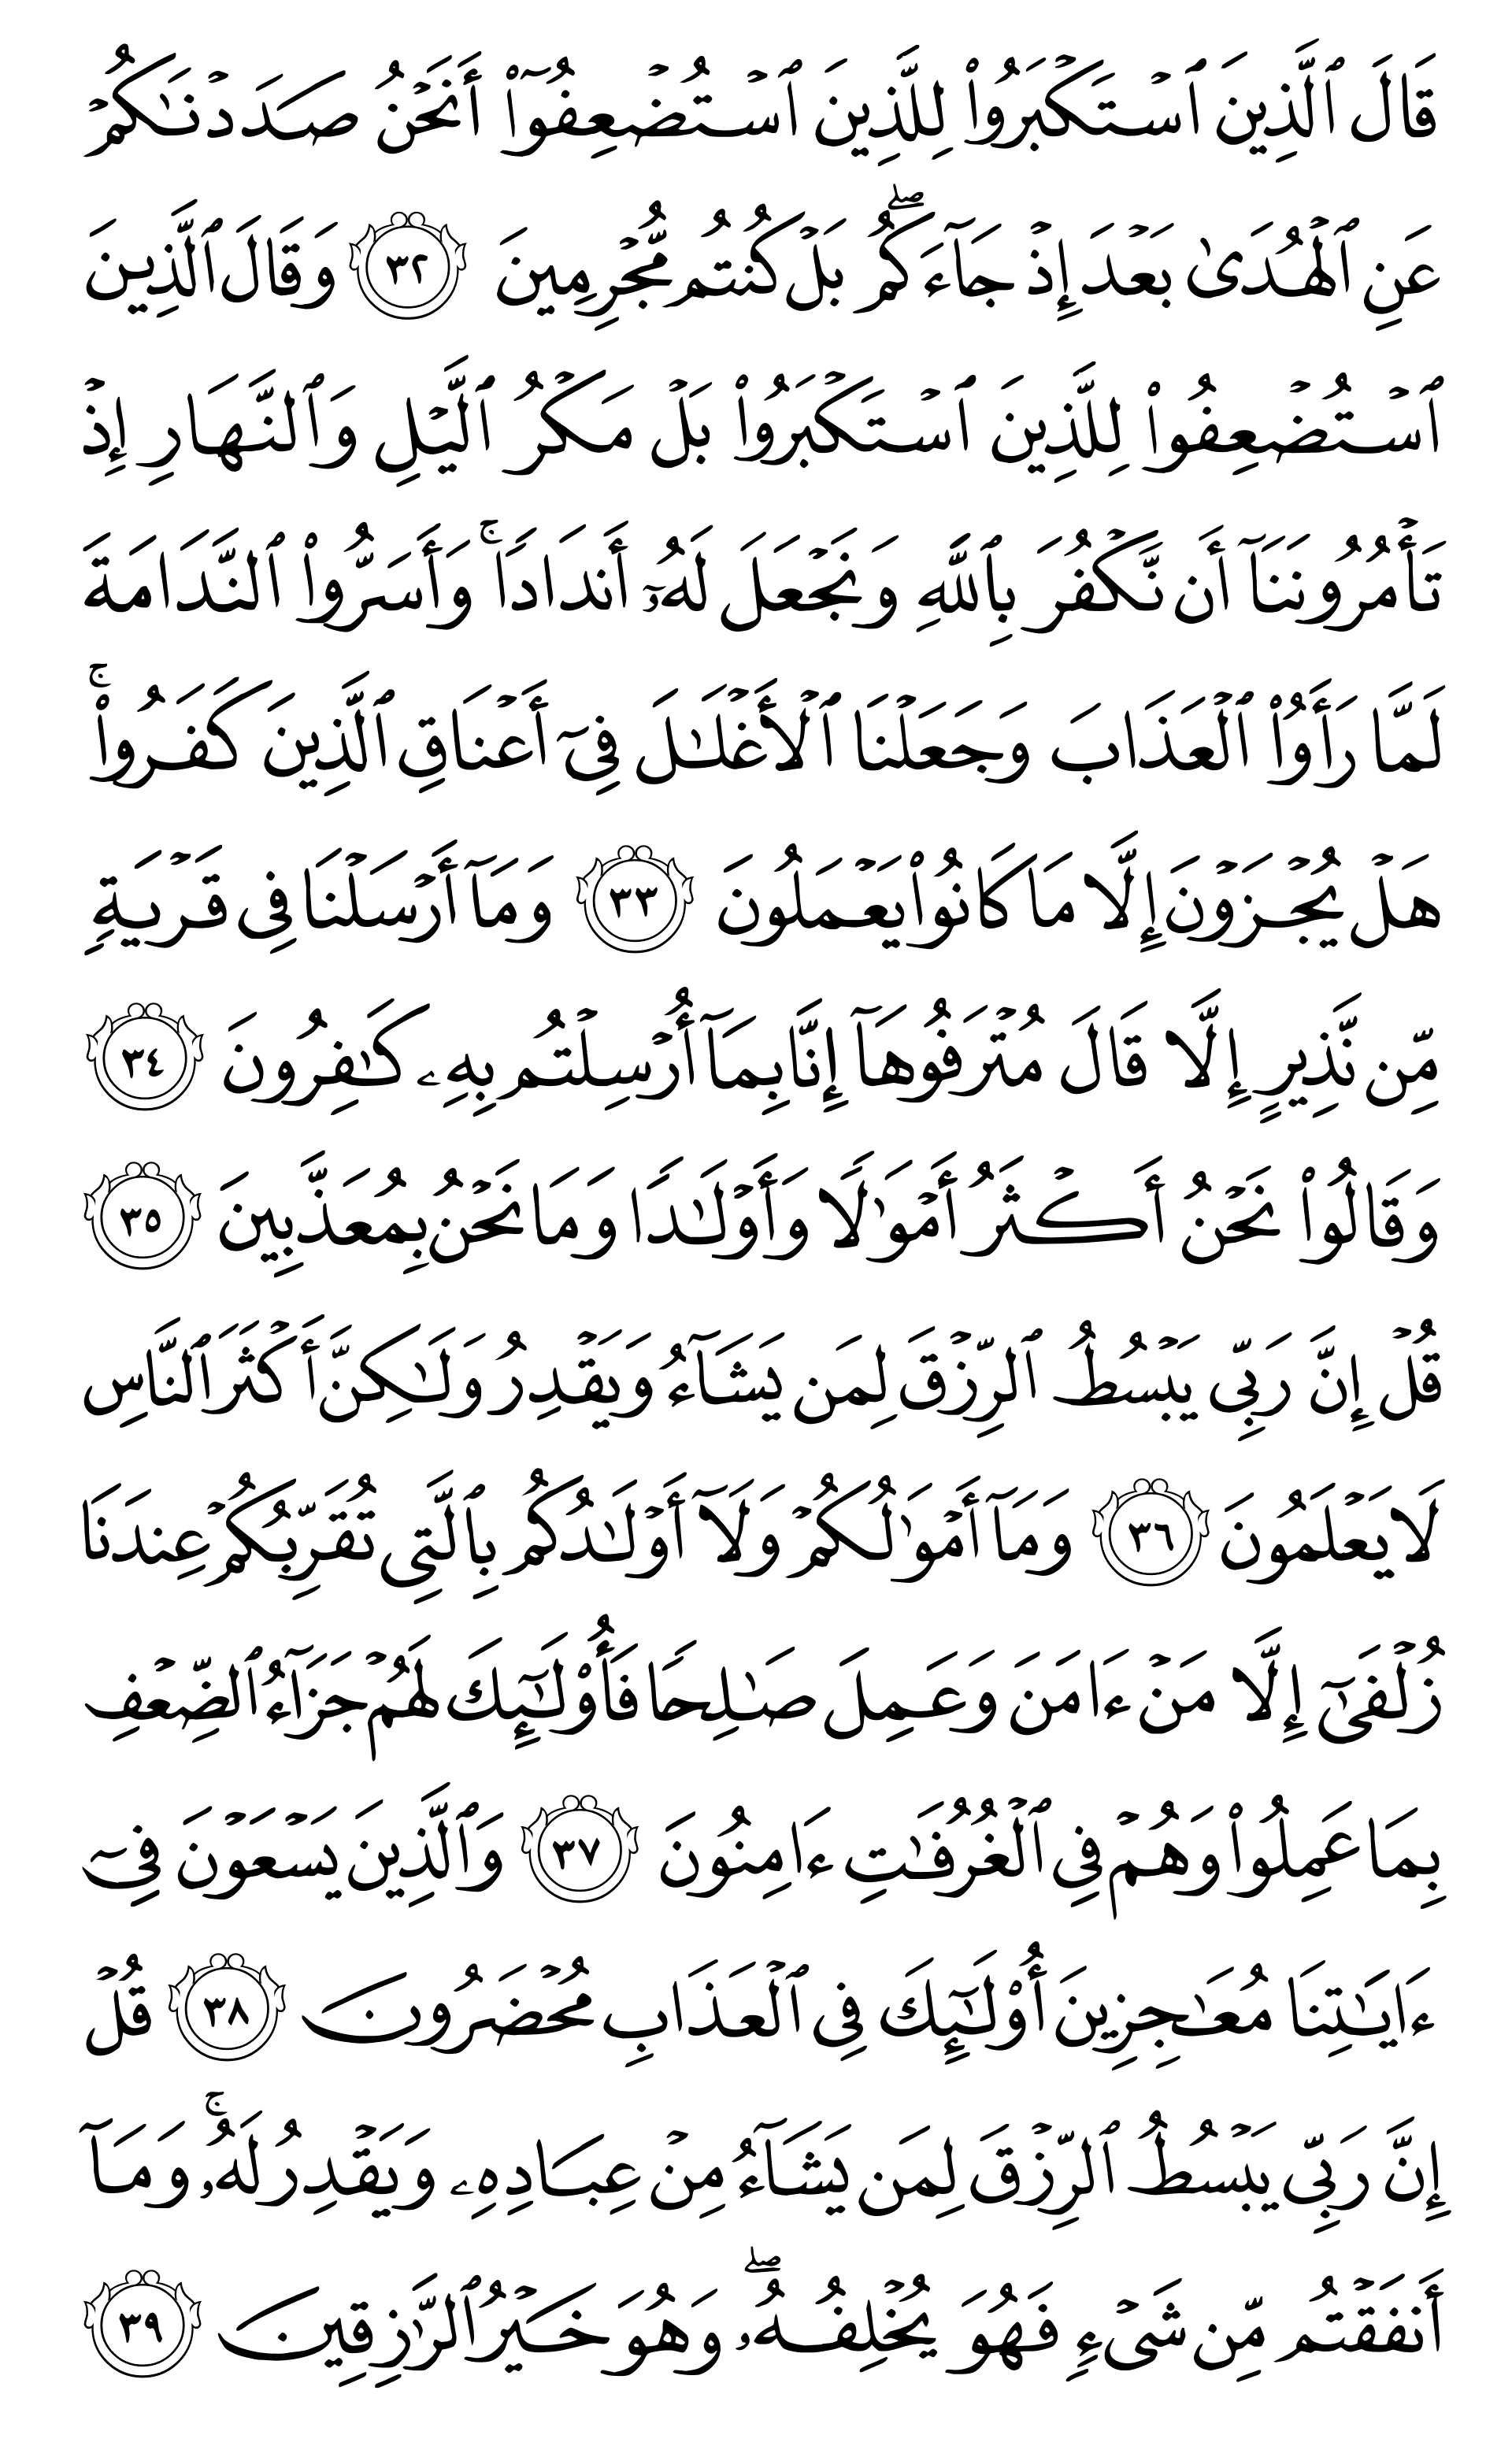 قَالَ ٱلَّذِينَ ٱسۡتَكۡبَرُواْ لِلَّذِينَ ٱسۡتُضۡعِفُوٓاْ أَنَحۡنُ صَدَدۡنَٰكُمۡ
عَنِ ٱلۡهُدَىٰ بَعۡدَ إِذۡ جَآءَكُمۖ بَلۡ كُنتُم مُّجۡرِمِينَ ٣٢ وَقَالَ ٱلَّذِينَ
ٱسۡتُضۡعِفُواْ لِلَّذِينَ ٱسۡتَكۡبَرُواْ بَلۡ مَكۡرُ ٱلَّيۡلِ وَٱلنَّهَارِ إِذۡ
تَأۡمُرُونَنَآ أَن نَّكۡفُرَ بِٱللَّهِ وَنَجۡعَلَ لَهُۥٓ أَندَادٗاۚ وَأَسَرُّواْ ٱلنَّدَامَةَ
لَمَّا رَأَوُاْ ٱلۡعَذَابَ وَجَعَلۡنَا ٱلۡأَغۡلَٰلَ فِيٓ أَعۡنَاقِ ٱلَّذِينَ كَفَرُواْۚ
هَلۡ يُجۡزَوۡنَ إِلَّا مَا كَانُواْ يَعۡمَلُونَ ٣٣ وَمَآ أَرۡسَلۡنَا فِي قَرۡيَةٖ
مِّن نَّذِيرٍ إِلَّا قَالَ مُتۡرَفُوهَآ إِنَّا بِمَآ أُرۡسِلۡتُم بِهِۦ كَٰفِرُونَ ٣٤
وَقَالُواْ نَحۡنُ أَكۡثَرُ أَمۡوَٰلٗا وَأَوۡلَٰدٗا وَمَا نَحۡنُ بِمُعَذَّبِينَ ٣٥
قُلۡ إِنَّ رَبِّي يَبۡسُطُ ٱلرِّزۡقَ لِمَن يَشَآءُ وَيَقۡدِرُ وَلَٰكِنَّ أَكۡثَرَ ٱلنَّاسِ
لَا يَعۡلَمُونَ ٣٦ وَمَآ أَمۡوَٰلُكُمۡ وَلَآ أَوۡلَٰدُكُم بِٱلَّتِي تُقَرِّبُكُمۡ عِندَنَا
زُلۡفَىٰٓ إِلَّا مَنۡ ءَامَنَ وَعَمِلَ صَٰلِحٗا فَأُوْلَٰٓئِكَ لَهُمۡ جَزَآءُ ٱلضِّعۡفِ
بِمَا عَمِلُواْ وَهُمۡ فِي ٱلۡغُرُفَٰتِ ءَامِنُونَ ٣٧ وَٱلَّذِينَ يَسۡعَوۡنَ فِيٓ
ءَايَٰتِنَا مُعَٰجِزِينَ أُوْلَٰٓئِكَ فِي ٱلۡعَذَابِ مُحۡضَرُونَ ٣٨ قُلۡ
إِنَّ رَبِّي يَبۡسُطُ ٱلرِّزۡقَ لِمَن يَشَآءُ مِنۡ عِبَادِهِۦ وَيَقۡدِرُ لَهُۥۚ وَمَآ
أَنفَقۡتُم مِّن شَيۡءٖ فَهُوَ يُخۡلِفُهُۥۖ وَهُوَ خَيۡرُ ٱلرَّٰزِقِينَ ٣٩